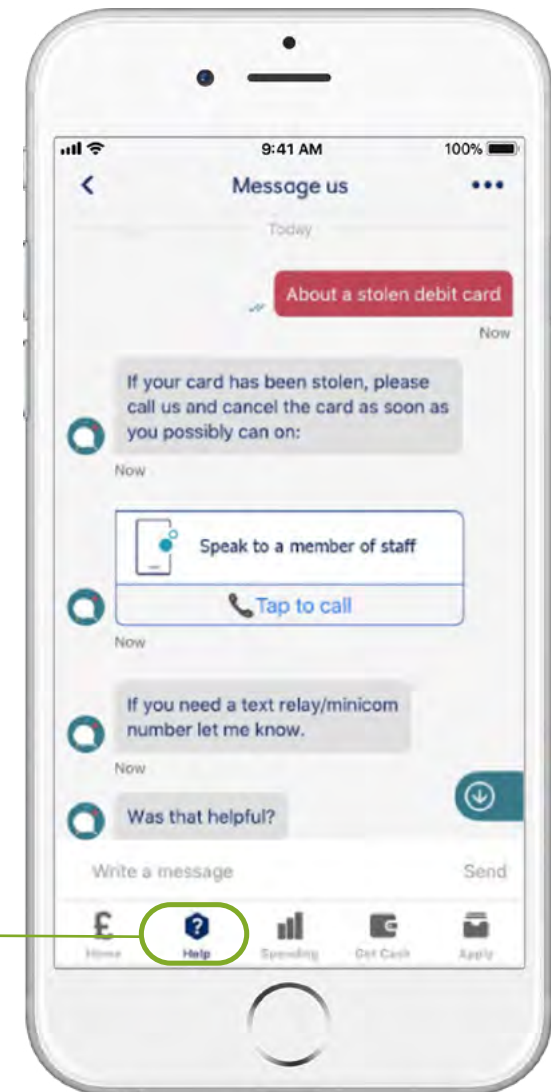 9:41 AM 100%
Message us
Today
About a stolen debit card
Now
If your card has been stolen, please
call us and cancel the card as soon as
you possibly can on:
Now
Speak to a member of staff
Tap to call
Now
If you need a text relay/minicom
number let me know.
Now
Was that helpful?
Write a message Send
£ ?
Home Help Spending Get Cash Apply